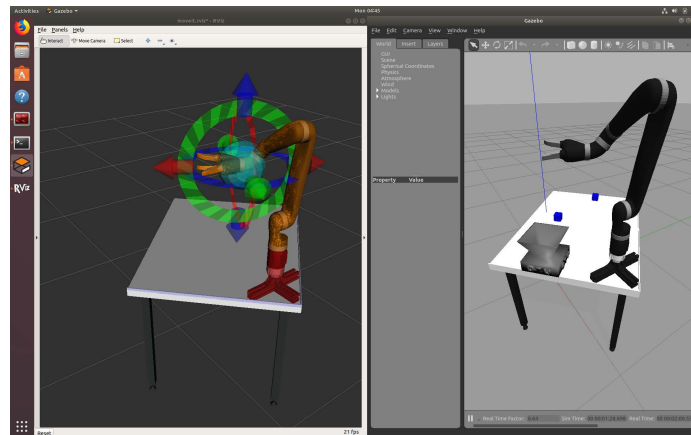 Activities
Gazebo ▾
Mon 04:45
moveit.rviz* - RViz
File Panels Help
Interact
Move Camera
Select
RViz
Reset
21 fps
Gazebo
File Edit Camera View Window Help
World Insert Layers
GUI
Scene
Spherical Coordinates
Physics
Atmosphere
Wind
Models
Lights
Property Value
Real Time Factor:
Sim Time:
Real Time: